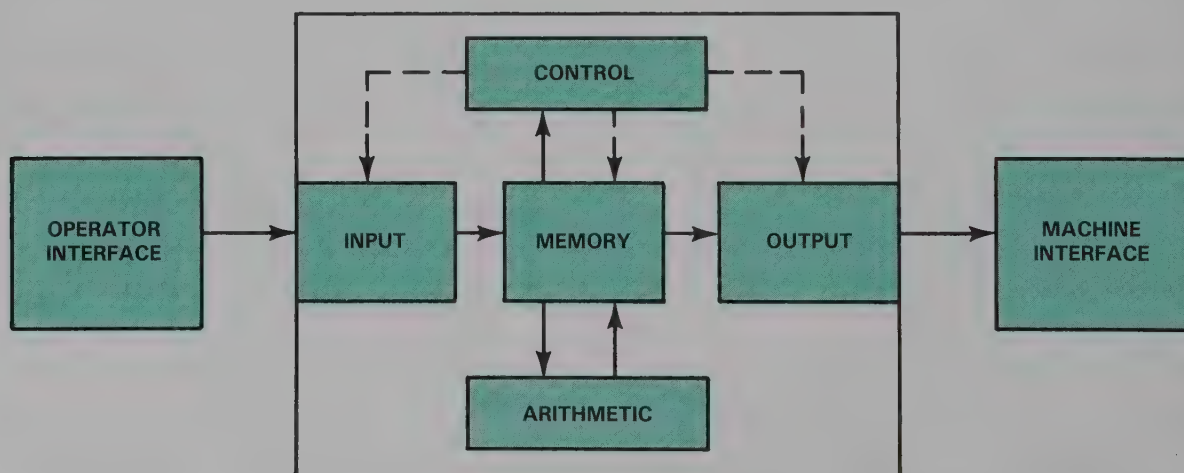 CONTROL
OPERATOR
INTERFACE
INPUT
MEMORY
OUTPUT
MACHINE
INTERFACE
ARITHMETIC